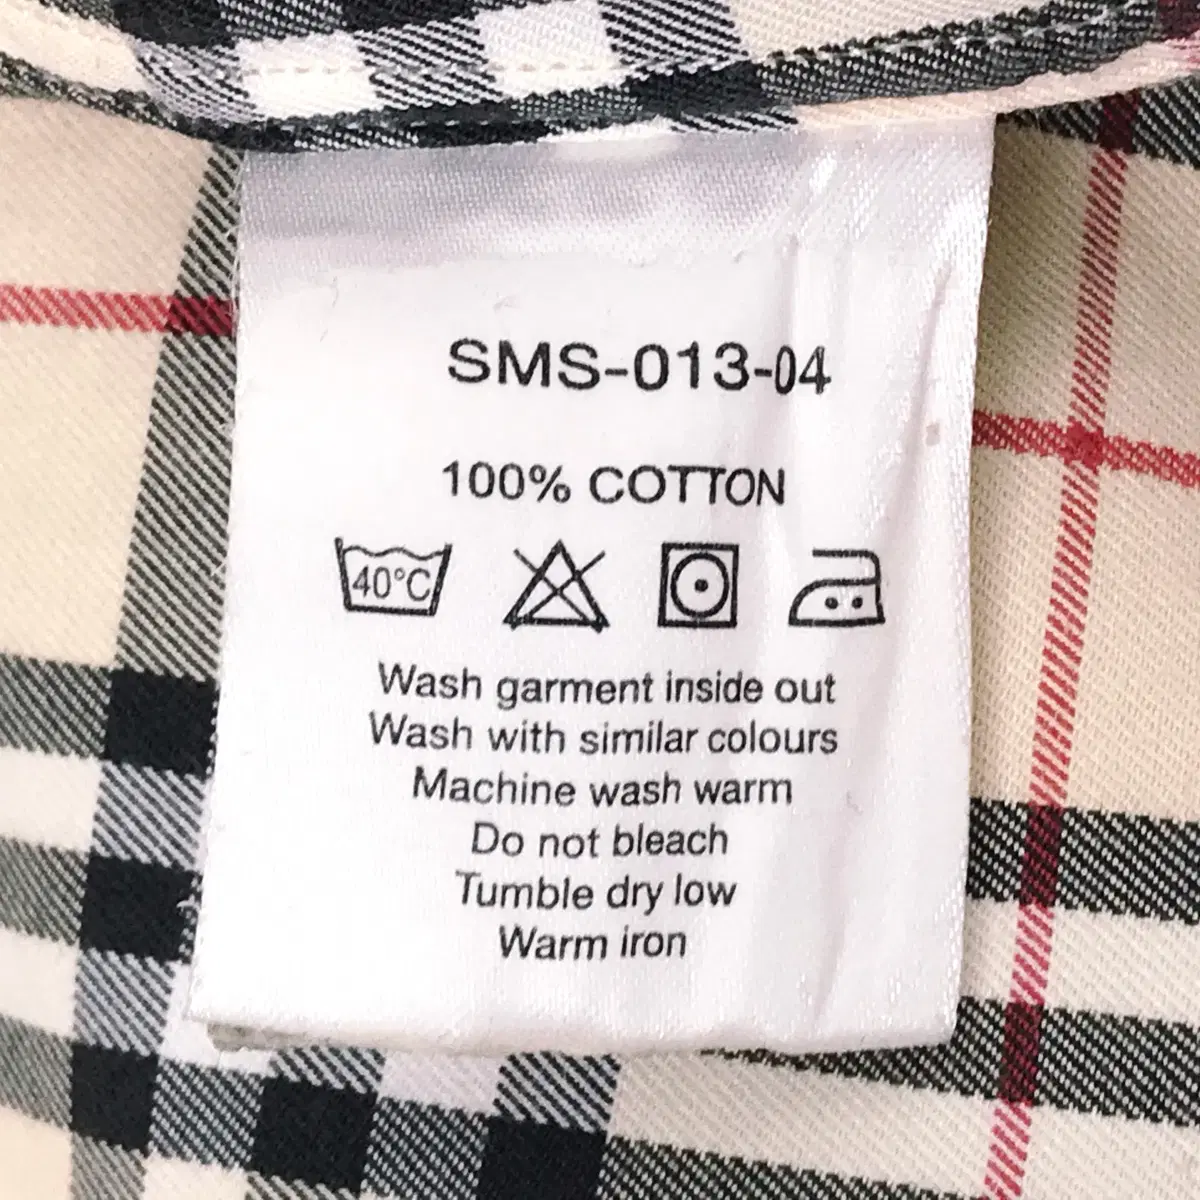 SMS-013-04
100% COTTON
40°C
Wash garment inside out
Wash with similar colours
Machine wash warm
Do not bleach
Tumble dry low
Warm iron